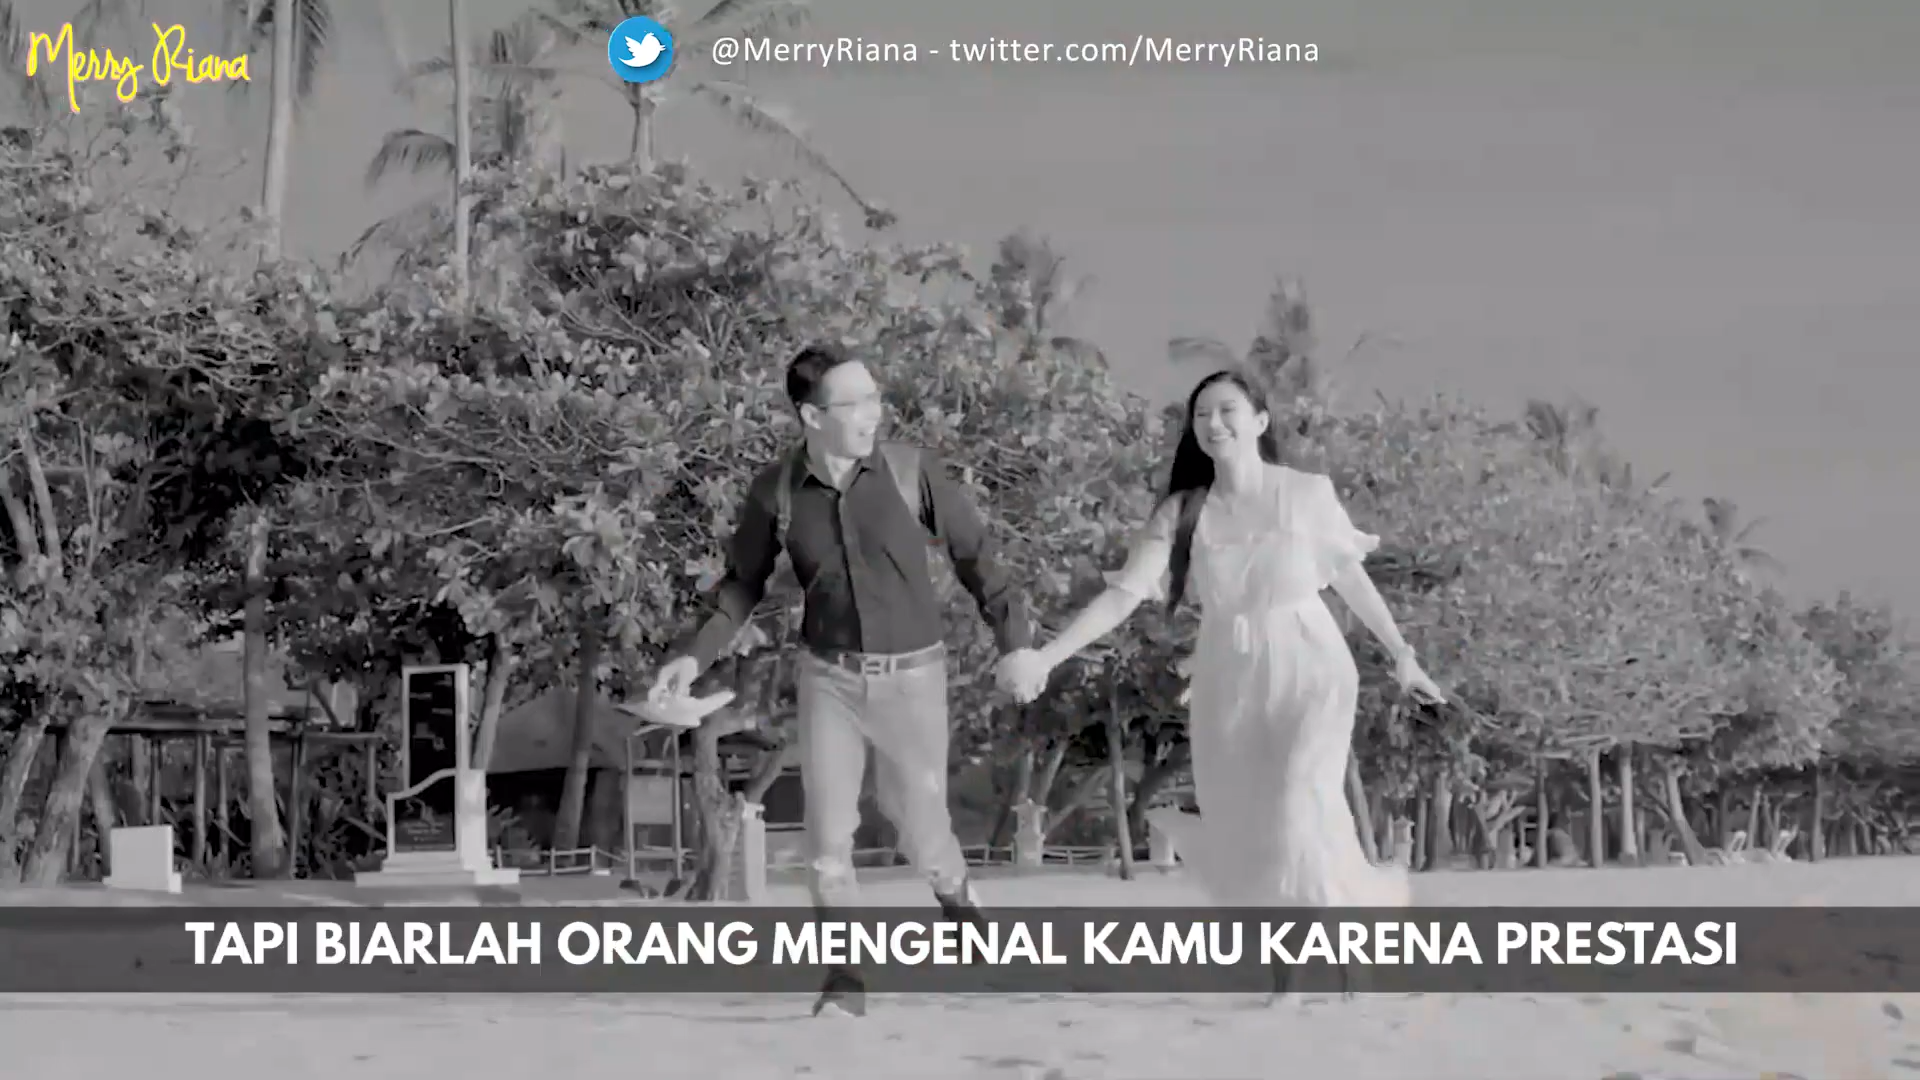 Merry Riana
@MerryRiana - twitter.com/MerryRiana
TAPI BIARLAH ORANG MENGENAL KAMU KARENA PRESTASI